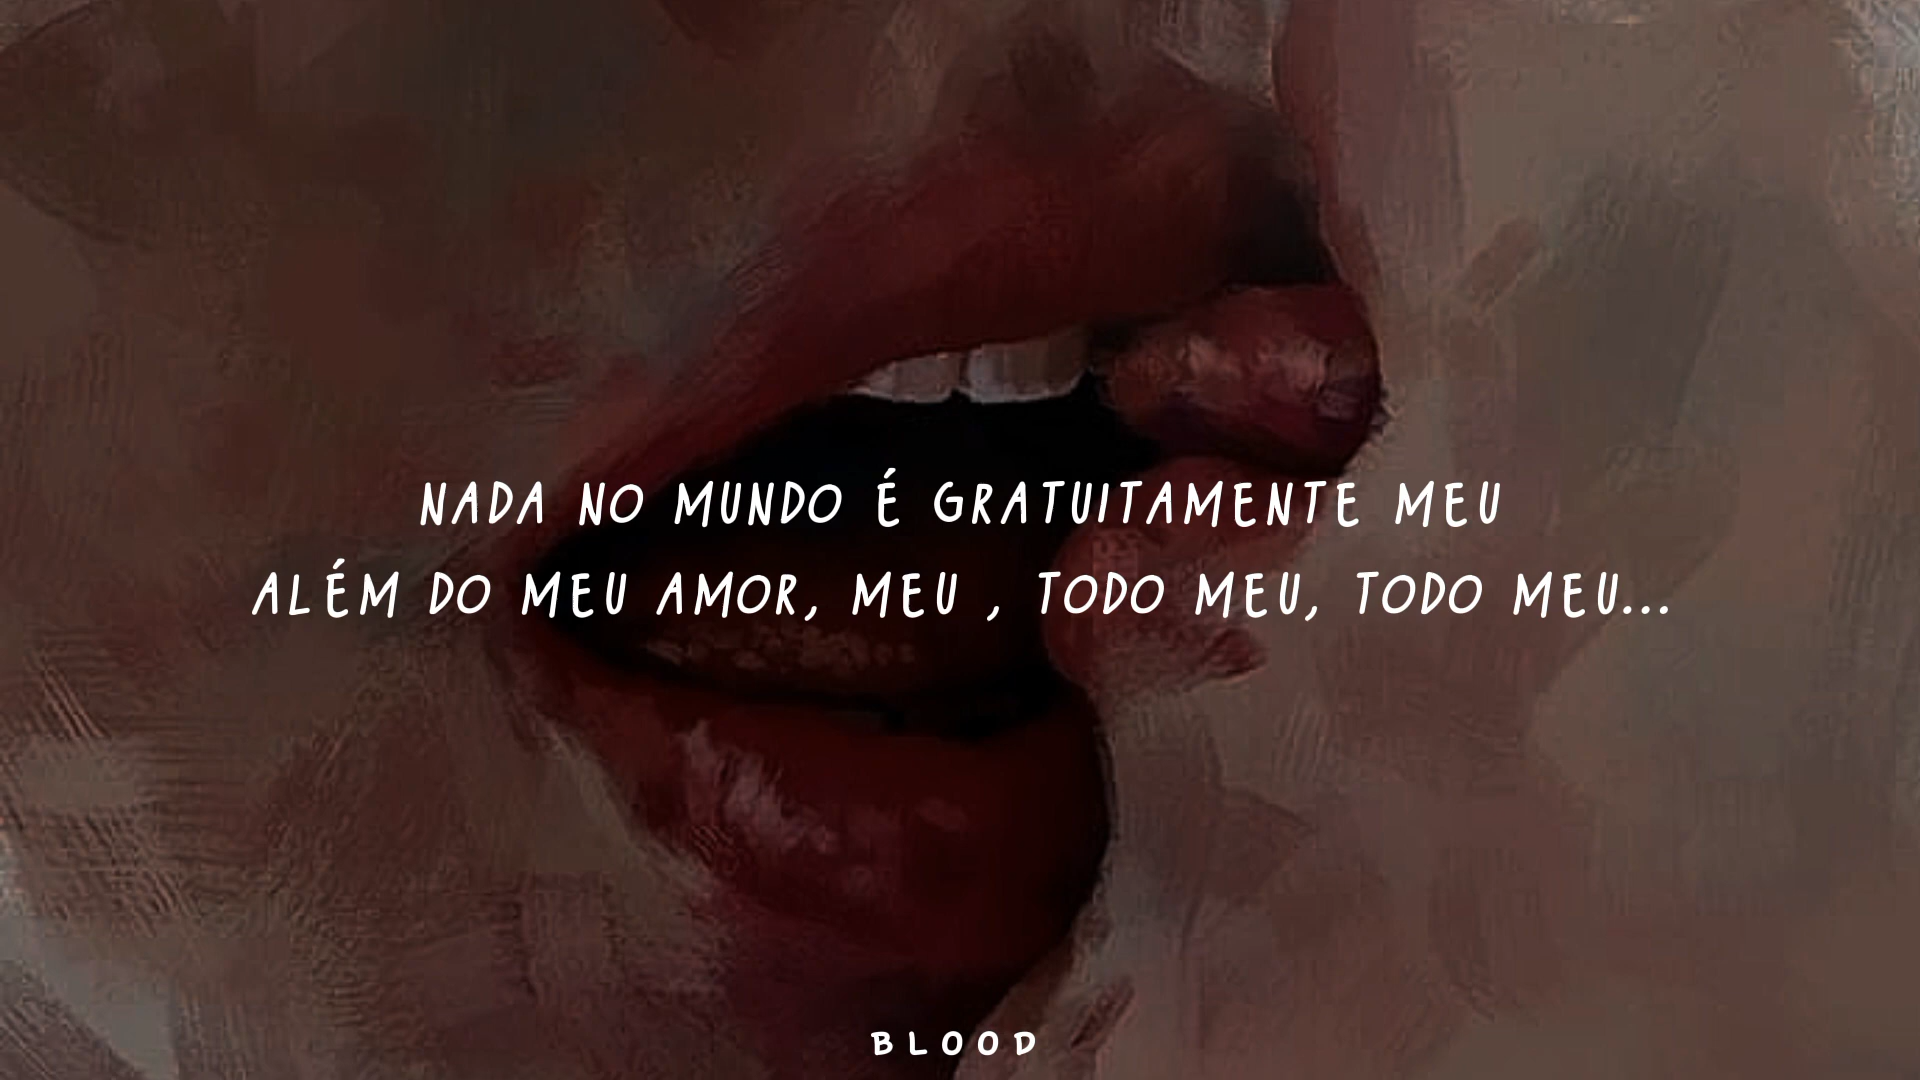 NADA NO MUNDO É GRATUITAMENTE MEU
ALÉM DO MEU AMOR, MEU , TODO MEU, TODO MEU...
BLOOD